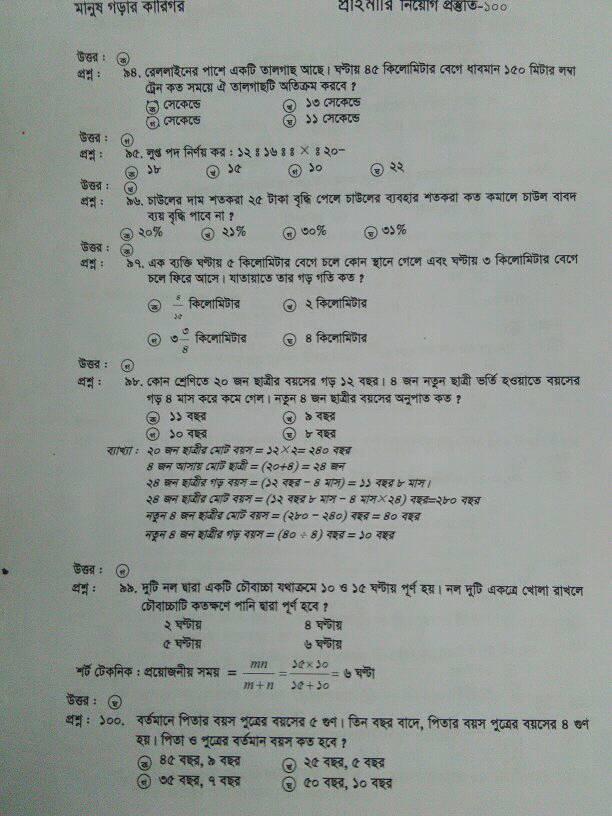 মানুষ গড়ার কারিগর প্রাইমারি নিয়োগ প্রস্তুতি-১০০
উত্তর : ক
প্রশ্ন : ৯৪. রেললাইনের পাশে একটি তালগাছ আছে। ঘন্টায় ৪৫ কিলোমিটার বেগে ধাবমান ১৫০ মিটার লম্বা
ট্রেন কত সময়ে ঐ তালগাছটি অতিক্রম করবে ?
সেকেন্ডে ১৩ সেকেন্ডে
সেকেন্ডে ঘ ১১ সেকেন্ডে
উত্তর :
প্রশ্ন : ৯৫. লুপ্ত পদ নির্ণয় কর : ১২ ঃ ১৬ ঃ ঃ × ঃ ২০−
ক ১৮ খ ১৫ গ ১০ ঘ ২২
উত্তর : খ
প্রশ্ন : ৯৬. চাউলের দাম শতকরা ২৫ টাকা বৃদ্ধি পেলে চাউলের ব্যবহার শতকরা কত কমালে চাউল বাবদ
ব্যয় বৃদ্ধি পাবে না ?
ক ২০% খ ২১% গ ৩০% ঘ ৩১%
উত্তর : ক
প্রশ্ন : ৯৭. এক ব্যক্তি ঘণ্টায় ৫ কিলোমিটার বেগে চলে কোন স্থানে গেলে এবং ঘণ্টায় ৩ কিলোমিটার বেগে
চলে ফিরে আসে। যাতায়াতে তার গড় গতি কত ?
ক ৪/১৫ কিলোমিটার খ ২ কিলোমিটার
গ ৩ ৩/৪ কিলোমিটার ঘ ৪ কিলোমিটার
উত্তর : গ
প্রশ্ন : ৯৮. কোন শ্রেণিতে ২০ জন ছাত্রীর বয়সের গড় ১২ বছর। ৪ জন নতুন ছাত্রী ভর্তি হওয়াতে বয়সের
গড় ৪ মাস করে কমে গেল। নতুন ৪ জন ছাত্রীর বয়সের অনুপাত কত ?
ক ১১ বছর খ ৯ বছর
গ ১০ বছর ঘ ৮ বছর
ব্যাখ্যা : ২০ জন ছাত্রীর মোট বয়স = ১২×২= ২৪০ বছর
৪ জন আসায় মোট ছাত্রী = (২০+৪) = ২৪ জন
২৪ জন ছাত্রীর গড় বয়স = (১২ বছর − ৪ মাস) = ১১ বছর ৮ মাস।
২৪ জন ছাত্রীর মোট বয়স = (১২ বছর ৮ মাস − ৪ মাস×২৪) বছর=২৮০ বছর
নতুন ৪ জন ছাত্রীর মোট বয়স = (২৮০ − ২৪০) বছর = ৪০ বছর
নতুন ৪ জন ছাত্রীর গড় বয়স = (৪০ ÷ ৪) বছর = ১০ বছর
উত্তর : গ
প্রশ্ন : ৯৯. দুটি নল দ্বারা একটি চৌবাচ্চা যথাক্রমে ১০ ও ১৫ ঘণ্টায় পূর্ণ হয়। নল দুটি একত্রে খোলা রাখলে
চৌবাচ্চাটি কতক্ষণে পানি দ্বারা পূর্ণ হবে ?
২ ঘণ্টায় ৪ ঘণ্টায়
৫ ঘণ্টায় ৬ ঘণ্টায়
শর্ট টেকনিক : প্রয়োজনীয় সময় = mn/m+n = ১৫×১০/১৫+১০ = ৬ ঘন্টা
উত্তর : ঘ
প্রশ্ন : ১০০. বর্তমানে পিতার বয়স পুত্রের বয়সের ৫ গুণ। তিন বছর বাদে, পিতার বয়স পুত্রের বয়সের ৪ গুণ
হয়। পিতা ও পুত্রের বর্তমান বয়স কত হবে ?
ক ৪৫ বছর, ৯ বছর খ ২৫ বছর, ৫ বছর
গ ৩৫ বছর, ৭ বছর ঘ ৫০ বছর, ১০ বছর